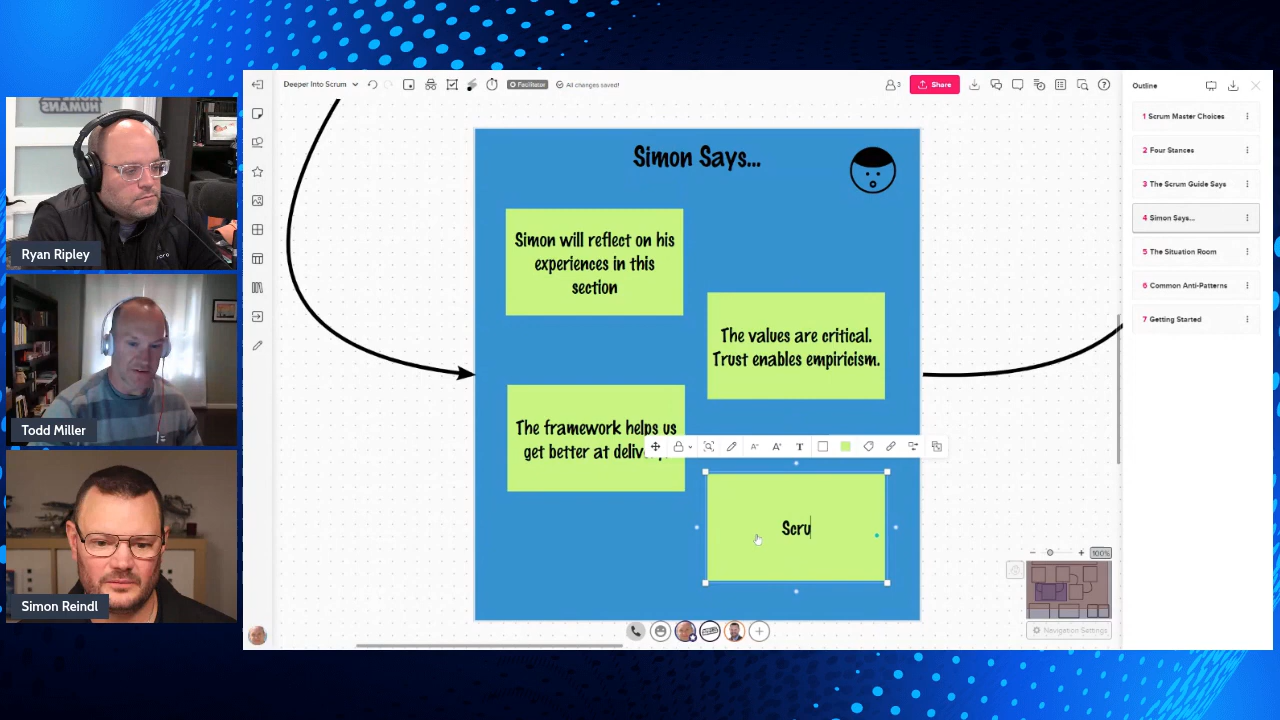 HUMANS
Ryan Ripley
Todd Miller
Simon Reindl
Deeper Into Scrum
Facilitator
All changes saved!
3
Share
Simon Says...
Simon will reflect on his
experiences in this
section
The values are critical.
Trust enables empiricism.
The framework helps us
get better at
Scru
A-
A+
T
100%
Navigation Settings
Outline
1 Scrum Master Choices
2 Four Stances
3 The Scrum Guide Says
4 Simon Says...
5 The Situation Room
6 Common Anti-Patterns
7 Getting Started